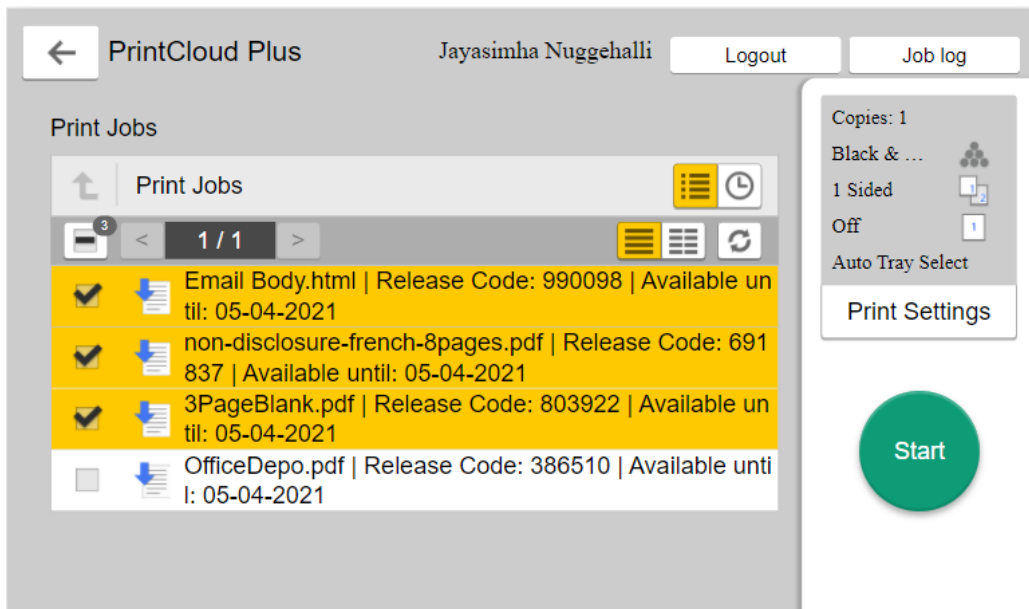 PrintCloud Plus
Jayasimha Nuggehalli
Logout
Job log
Print Jobs
Print Jobs
3
< 1 / 1 >
Email Body.html | Release Code: 990098 | Available un
til: 05-04-2021
non-disclosure-french-8pages.pdf | Release Code: 691
837 | Available until: 05-04-2021
3PageBlank.pdf | Release Code: 803922 | Available un
til: 05-04-2021
OfficeDepo.pdf | Release Code: 386510 | Available unti
l: 05-04-2021
Copies: 1
Black & ...
1 Sided
1 2
Off
1
Auto Tray Select
Print Settings
Start